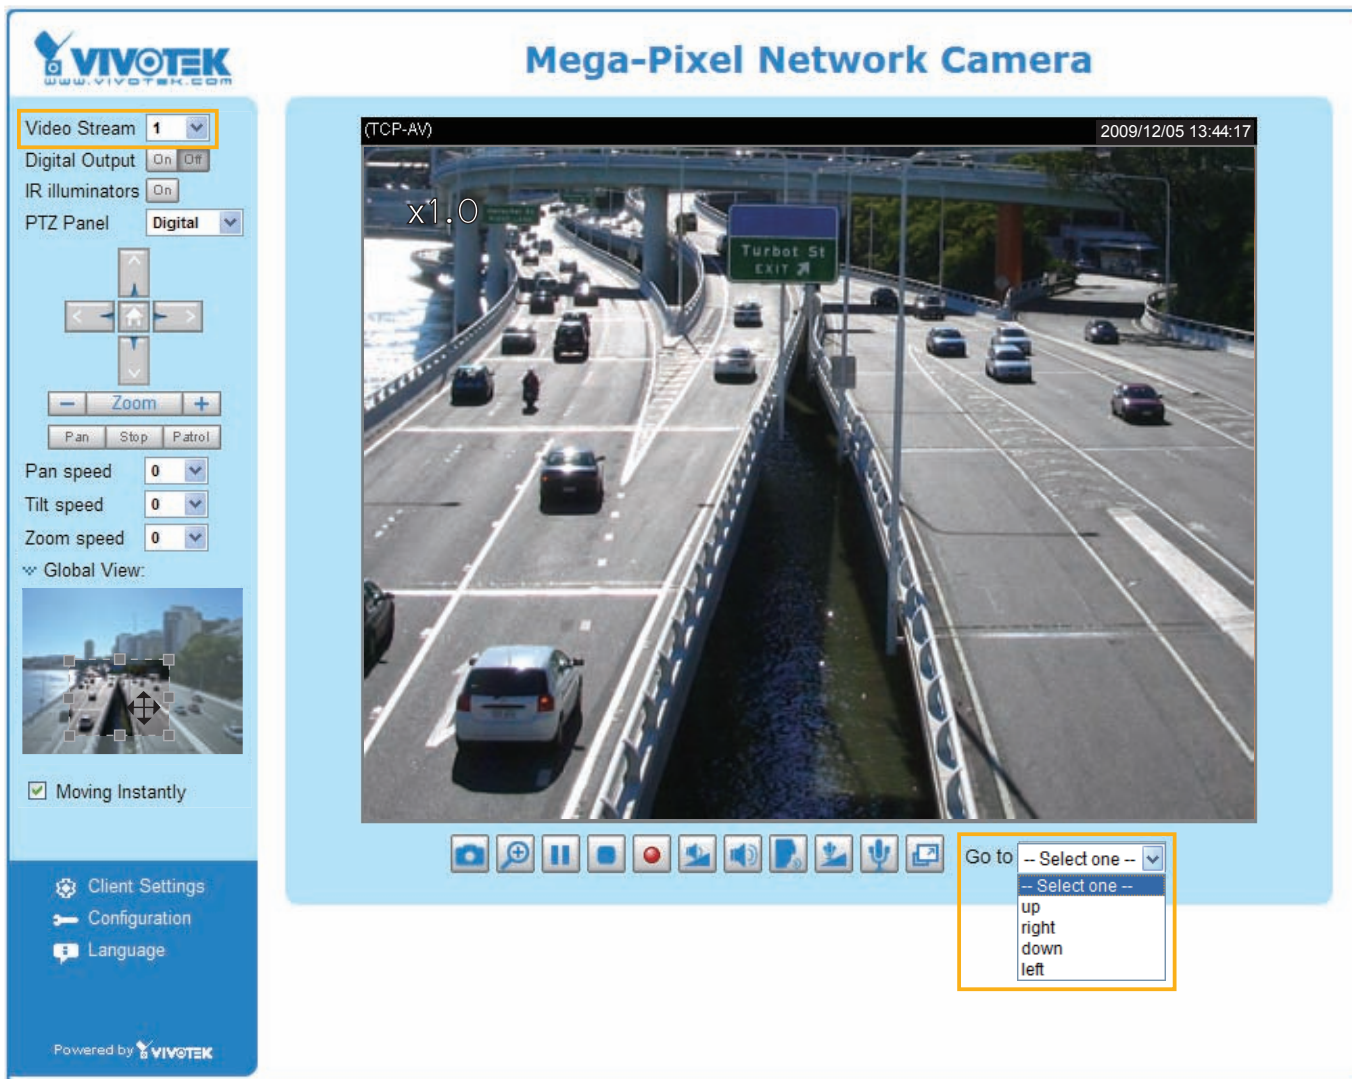 VIVOTEK
www.vivotek.com
Mega-Pixel Network Camera
Video Stream 1
Digital Output On Off
IR illuminators On
PTZ Panel Digital
Zoom
Pan Stop Patrol
Pan speed 0
Tilt speed 0
Zoom speed 0
Global View:
Moving Instantly
Client Settings
Configuration
Language
Powered by VIVOTEK
(TCP-AV) 2009/12/05 13:44:17
x1.0
Turbot St
EXIT
Go to -- Select one --
-- Select one --
up
right
down
left